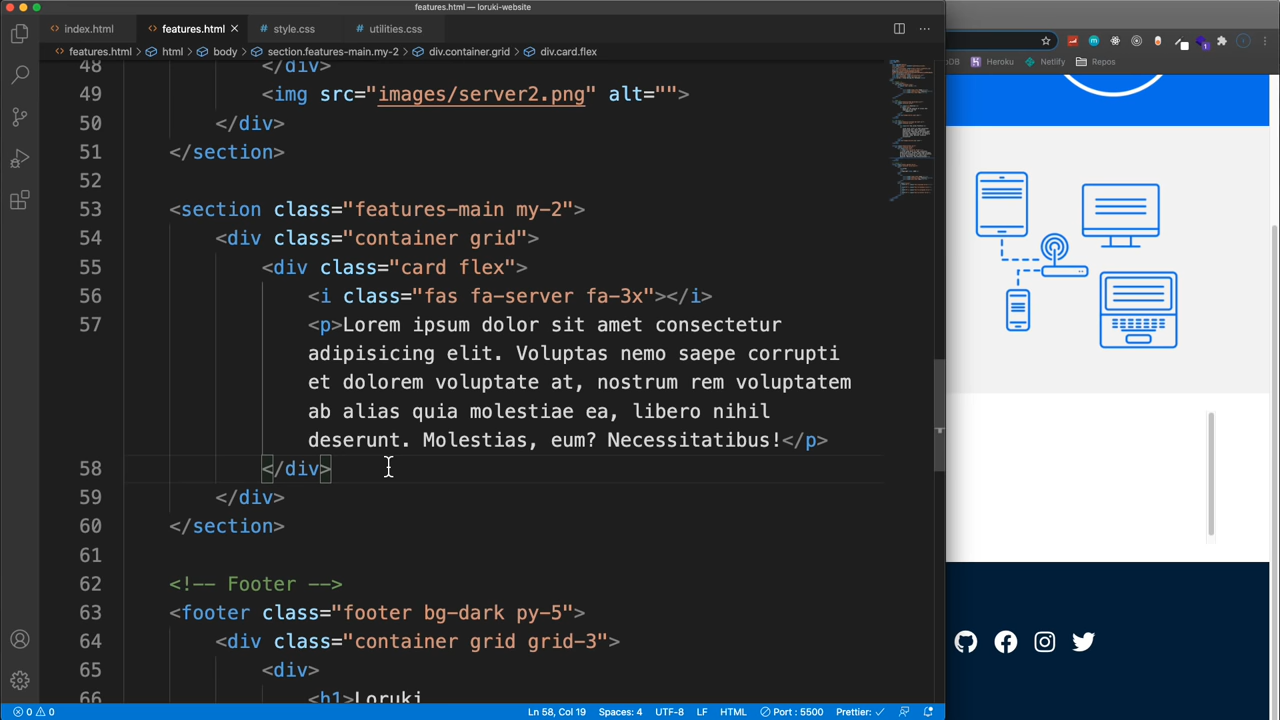 features.html — loruki-website
index.html features.html style.css utilities.css
features.html > html > body > section.features-main.my-2 > div.container.grid > div.card.flex
48 </div>
49 <img src="images/server2.png" alt="">
50 </div>
51 </section>
52
53 <section class="features-main my-2">
54 <div class="container grid">
55 <div class="card flex">
56 <i class="fas fa-server fa-3x"></i>
57 <p>Lorem ipsum dolor sit amet consectetur
adipisicing elit. Voluptas nemo saepe corrupti
et dolorem voluptate at, nostrum rem voluptatem
ab alias quia molestiae ea, libero nihil
deserunt. Molestias, eum? Necessitatibus!</p>
58 </div>
59 </div>
60 </section>
61
62 <!-- Footer -->
63 <footer class="footer bg-dark py-5">
64 <div class="container grid grid-3">
65 <div>
66 <h1>Loruki
0 0 Ln 58, Col 19 Spaces: 4 UTF-8 LF HTML Port : 5500 Prettier: ✓
DB Heroku Netlify Repos